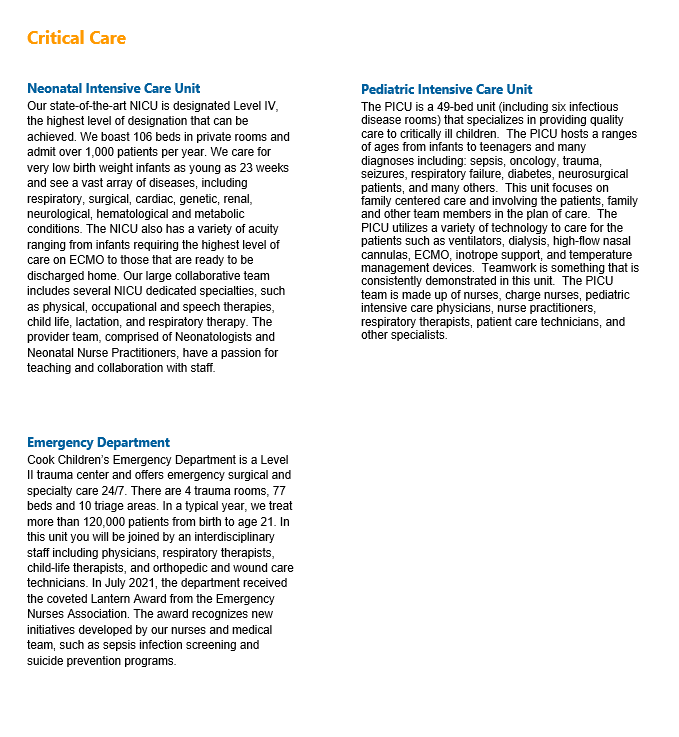 Critical Care
Neonatal Intensive Care Unit
Our state-of-the-art NICU is designated Level IV,
the highest level of designation that can be
achieved. We boast 106 beds in private rooms and
admit over 1,000 patients per year. We care for
very low birth weight infants as young as 23 weeks
and see a vast array of diseases, including
respiratory, surgical, cardiac, genetic, renal,
neurological, hematological and metabolic
conditions. The NICU also has a variety of acuity
ranging from infants requiring the highest level of
care on ECMO to those that are ready to be
discharged home. Our large collaborative team
includes several NICU dedicated specialties, such
as physical, occupational and speech therapies,
child life, lactation, and respiratory therapy. The
provider team, comprised of Neonatologists and
Neonatal Nurse Practitioners, have a passion for
teaching and collaboration with staff.
Pediatric Intensive Care Unit
The PICU is a 49-bed unit (including six infectious
disease rooms) that specializes in providing quality
care to critically ill children.  The PICU hosts a ranges
of ages from infants to teenagers and many
diagnoses including: sepsis, oncology, trauma,
seizures, respiratory failure, diabetes, neurosurgical
patients, and many others.  This unit focuses on
family centered care and involving the patients, family
and other team members in the plan of care.  The
PICU utilizes a variety of technology to care for the
patients such as ventilators, dialysis, high-flow nasal
cannulas, ECMO, inotrope support, and temperature
management devices.  Teamwork is something that is
consistently demonstrated in this unit.  The PICU
team is made up of nurses, charge nurses, pediatric
intensive care physicians, nurse practitioners,
respiratory therapists, patient care technicians, and
other specialists.
Emergency Department
Cook Children’s Emergency Department is a Level
II trauma center and offers emergency surgical and
specialty care 24/7. There are 4 trauma rooms, 77
beds and 10 triage areas. In a typical year, we treat
more than 120,000 patients from birth to age 21. In
this unit you will be joined by an interdisciplinary
staff including physicians, respiratory therapists,
child-life therapists, and orthopedic and wound care
technicians. In July 2021, the department received
the coveted Lantern Award from the Emergency
Nurses Association. The award recognizes new
initiatives developed by our nurses and medical
team, such as sepsis infection screening and
suicide prevention programs.